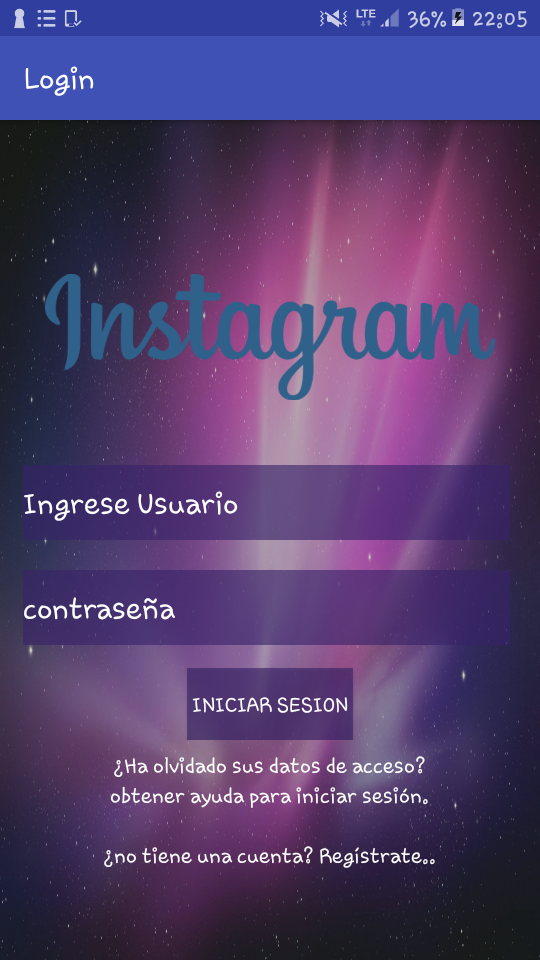 LTE 36% 22:05
Login
Instagram
Ingrese Usuario
contraseña
INICIAR SESION
¿Ha olvidado sus datos de acceso?
obtener ayuda para iniciar sesión.
¿no tiene una cuenta? Regístrate..